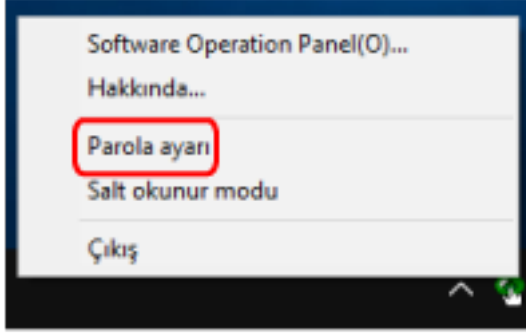 Software Operation Panel(O)...
Hakkında...
Parola ayarı
Salt okunur modu
Çıkış